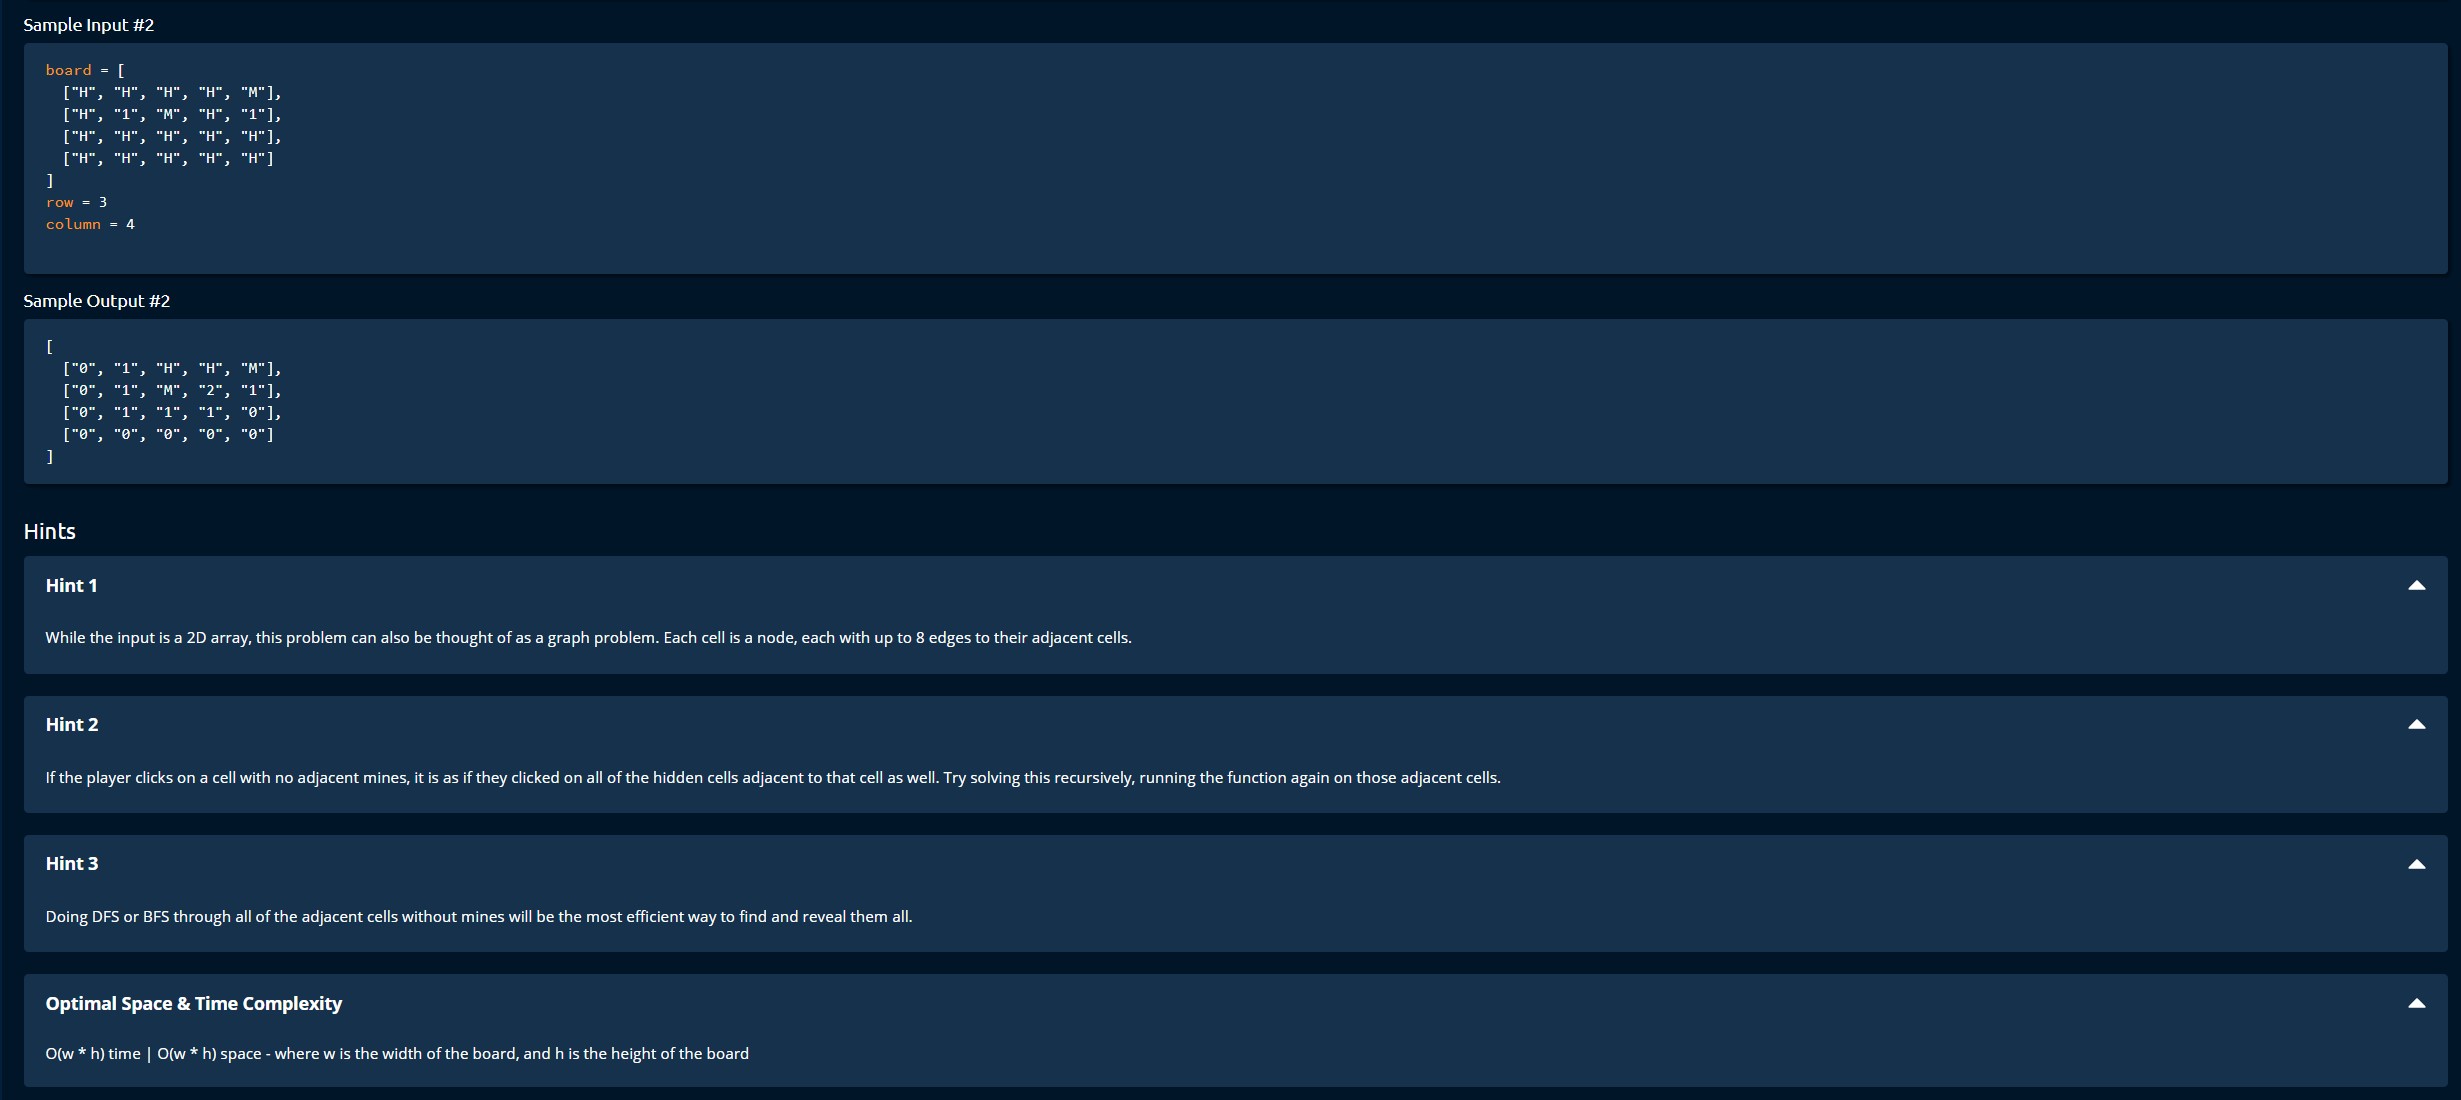 Sample Input #2
board = [
  ["H", "H", "H", "H", "M"],
  ["H", "1", "M", "H", "1"],
  ["H", "H", "H", "H", "H"],
  ["H", "H", "H", "H", "H"]
]
row = 3
column = 4
Sample Output #2
[
  ["0", "1", "H", "H", "M"],
  ["0", "1", "M", "2", "1"],
  ["0", "1", "1", "1", "0"],
  ["0", "0", "0", "0", "0"]
]
Hints
Hint 1
While the input is a 2D array, this problem can also be thought of as a graph problem. Each cell is a node, each with up to 8 edges to their adjacent cells.
Hint 2
If the player clicks on a cell with no adjacent mines, it is as if they clicked on all of the hidden cells adjacent to that cell as well. Try solving this recursively, running the function again on those adjacent cells.
Hint 3
Doing DFS or BFS through all of the adjacent cells without mines will be the most efficient way to find and reveal them all.
Optimal Space & Time Complexity
O(w * h) time | O(w * h) space - where w is the width of the board, and h is the height of the board